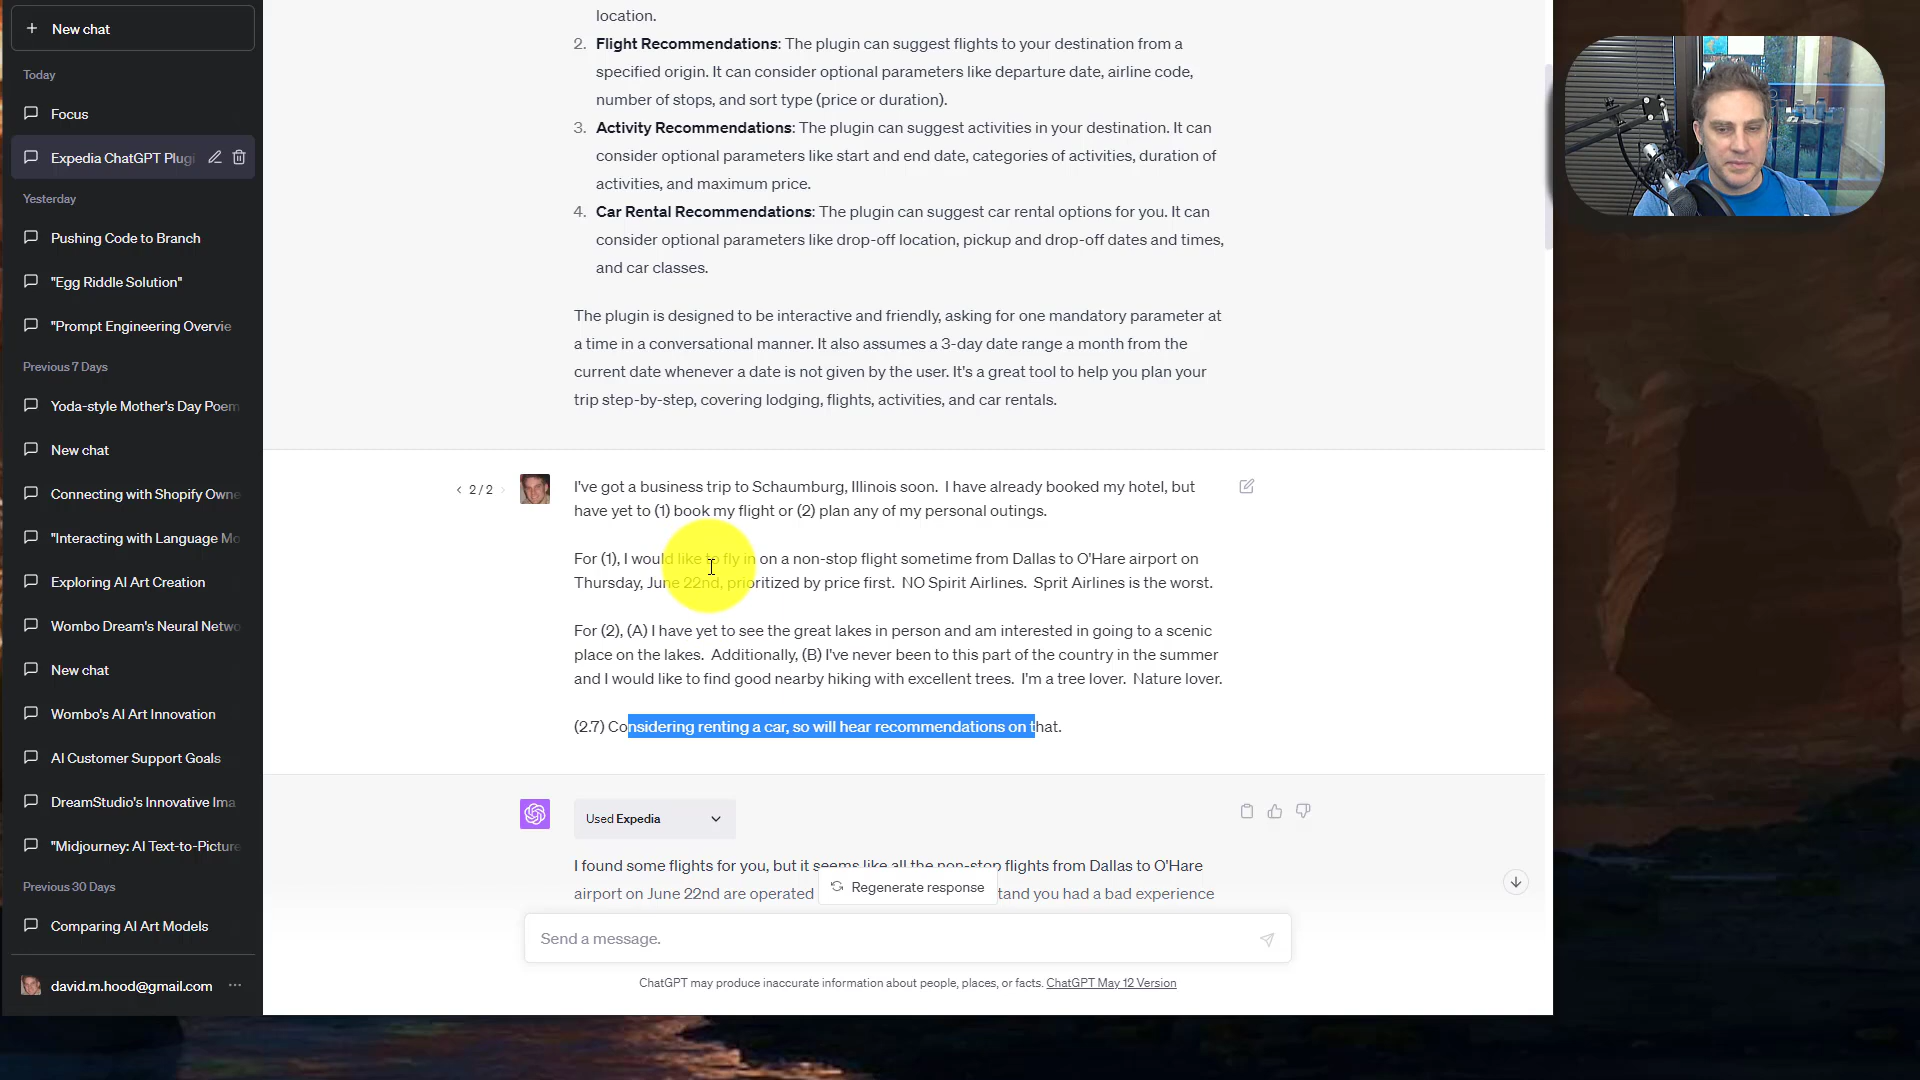 New chat
Today
Focus
Expedia ChatGPT Plugi
Yesterday
Pushing Code to Branch
"Egg Riddle Solution"
"Prompt Engineering Overvie
Previous 7 Days
Yoda-style Mother's Day Poem
New chat
Connecting with Shopify Owne
"Interacting with Language Mo
Exploring AI Art Creation
Wombo Dream's Neural Netwo
New chat
Wombo's AI Art Innovation
AI Customer Support Goals
DreamStudio's Innovative Ima
"Midjourney: AI Text-to-Picture
Previous 30 Days
Comparing AI Art Models
david.m.hood@gmail.com
location.
2. Flight Recommendations: The plugin can suggest flights to your destination from a
specified origin. It can consider optional parameters like departure date, airline code,
number of stops, and sort type (price or duration).
3. Activity Recommendations: The plugin can suggest activities in your destination. It can
consider optional parameters like start and end date, categories of activities, duration of
activities, and maximum price.
4. Car Rental Recommendations: The plugin can suggest car rental options for you. It can
consider optional parameters like drop-off location, pickup and drop-off dates and times,
and car classes.
The plugin is designed to be interactive and friendly, asking for one mandatory parameter at
a time in a conversational manner. It also assumes a 3-day date range a month from the
current date whenever a date is not given by the user. It's a great tool to help you plan your
trip step-by-step, covering lodging, flights, activities, and car rentals.
2 / 2
I've got a business trip to Schaumburg, Illinois soon. I have already booked my hotel, but
have yet to (1) book my flight or (2) plan any of my personal outings.
For (1), I would like to fly in on a non-stop flight sometime from Dallas to O'Hare airport on
Thursday, June 22nd, prioritized by price first. NO Spirit Airlines. Sprit Airlines is the worst.
For (2), (A) I have yet to see the great lakes in person and am interested in going to a scenic
place on the lakes. Additionally, (B) I've never been to this part of the country in the summer
and I would like to find good nearby hiking with excellent trees. I'm a tree lover. Nature lover.
(2.7) Considering renting a car, so will hear recommendations on that.
Used Expedia
I found some flights for you, but it seems like all the non-stop flights from Dallas to O'Hare
airport on June 22nd are operated tand you had a bad experience
Regenerate response
Send a message.
ChatGPT may produce inaccurate information about people, places, or facts. ChatGPT May 12 Version